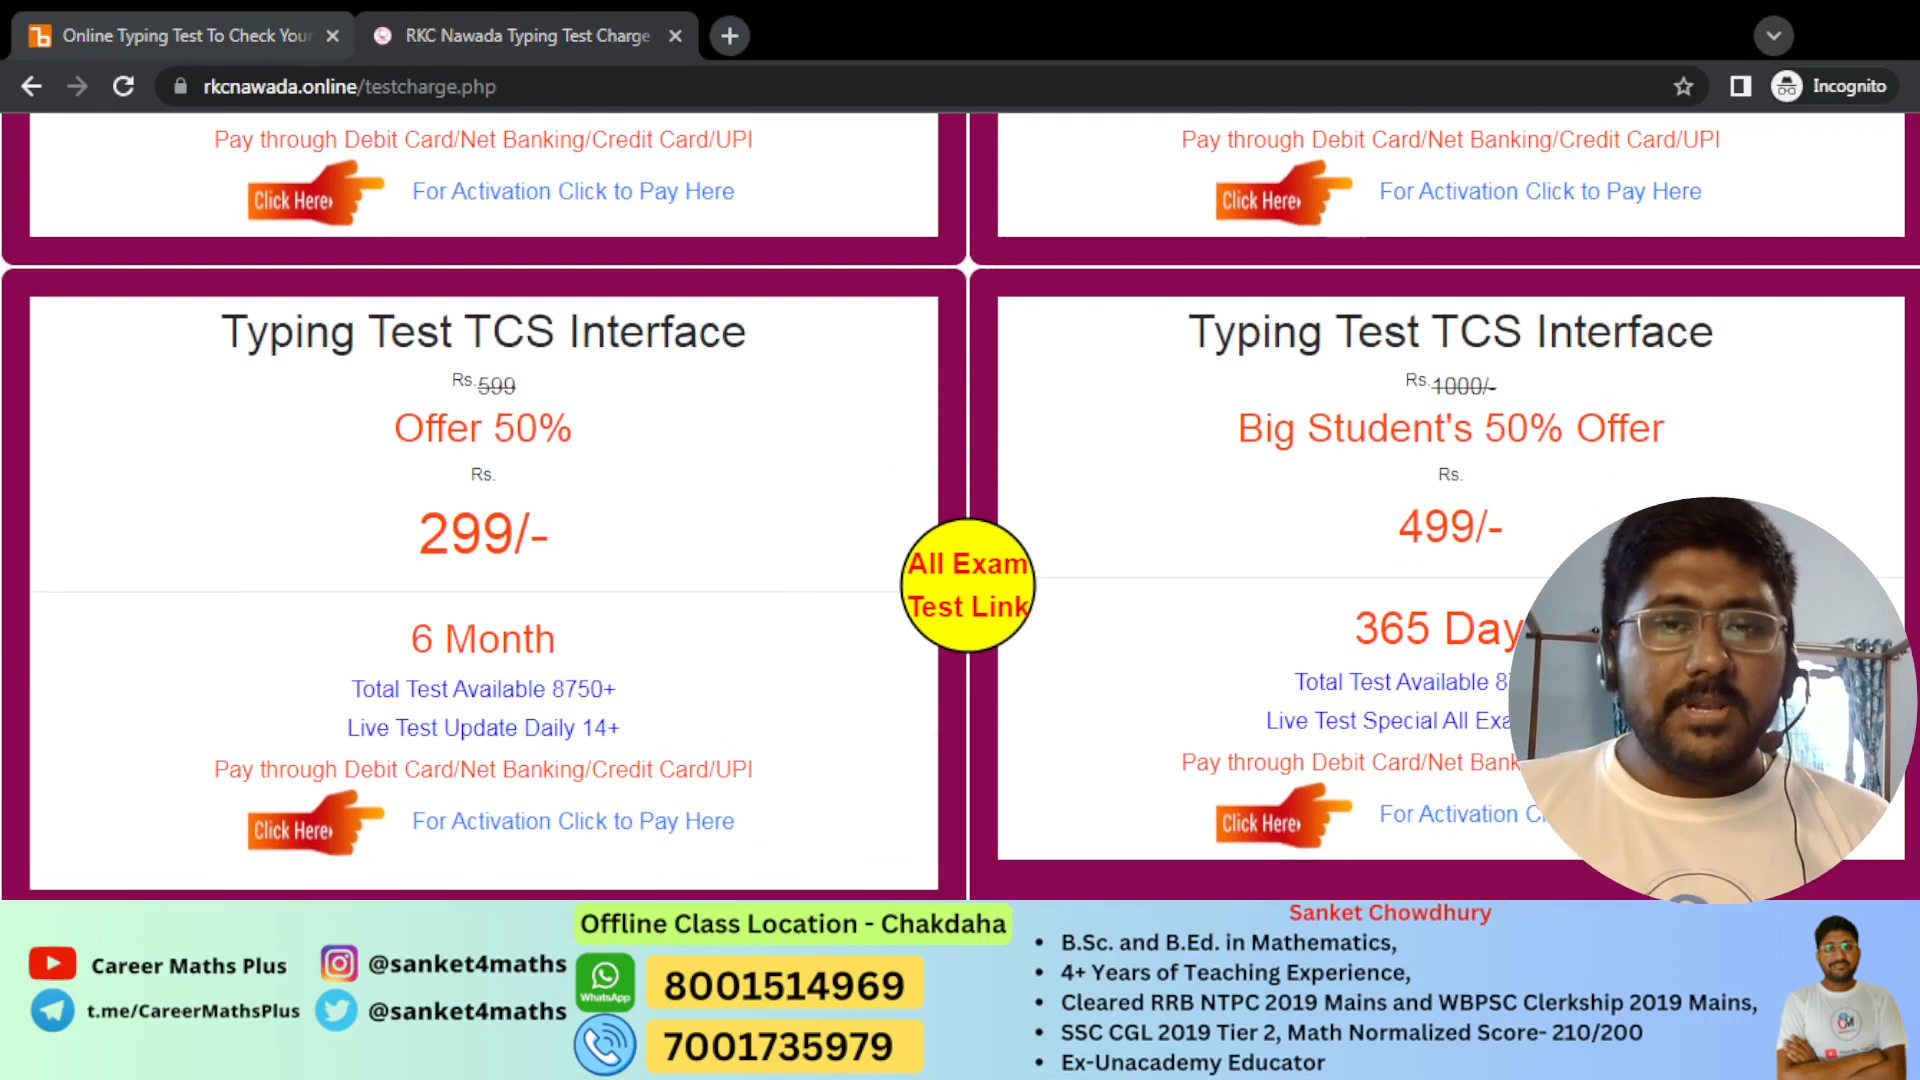 Online Typing Test To Check Your
RKC Nawada Typing Test Charge
rkcnawada.online/testcharge.php
Incognito
Pay through Debit Card/Net Banking/Credit Card/UPI
Click Here
For Activation Click to Pay Here
Pay through Debit Card/Net Banking/Credit Card/UPI
Click Here
For Activation Click to Pay Here
Typing Test TCS Interface
Rs. 599
Offer 50%
Rs.
299/-
6 Month
Total Test Available 8750+
Live Test Update Daily 14+
Pay through Debit Card/Net Banking/Credit Card/UPI
Click Here
For Activation Click to Pay Here
All Exam
Test Link
Typing Test TCS Interface
Rs. 1000/-
Big Student's 50% Offer
Rs.
499/-
365 Day
Total Test Available
Live Test Special All
Pay through Debit Card/Net
Click Here
For Activation
Career Maths Plus
@sanket4maths
t.me/CareerMathsPlus
@sanket4maths
Offline Class Location - Chakdaha
WhatsApp
8001514969
7001735979
Sanket Chowdhury
• B.Sc. and B.Ed. in Mathematics,
• 4+ Years of Teaching Experience,
• Cleared RRB NTPC 2019 Mains and WBPSC Clerkship 2019 Mains,
• SSC CGL 2019 Tier 2, Math Normalized Score- 210/200
• Ex-Unacademy Educator